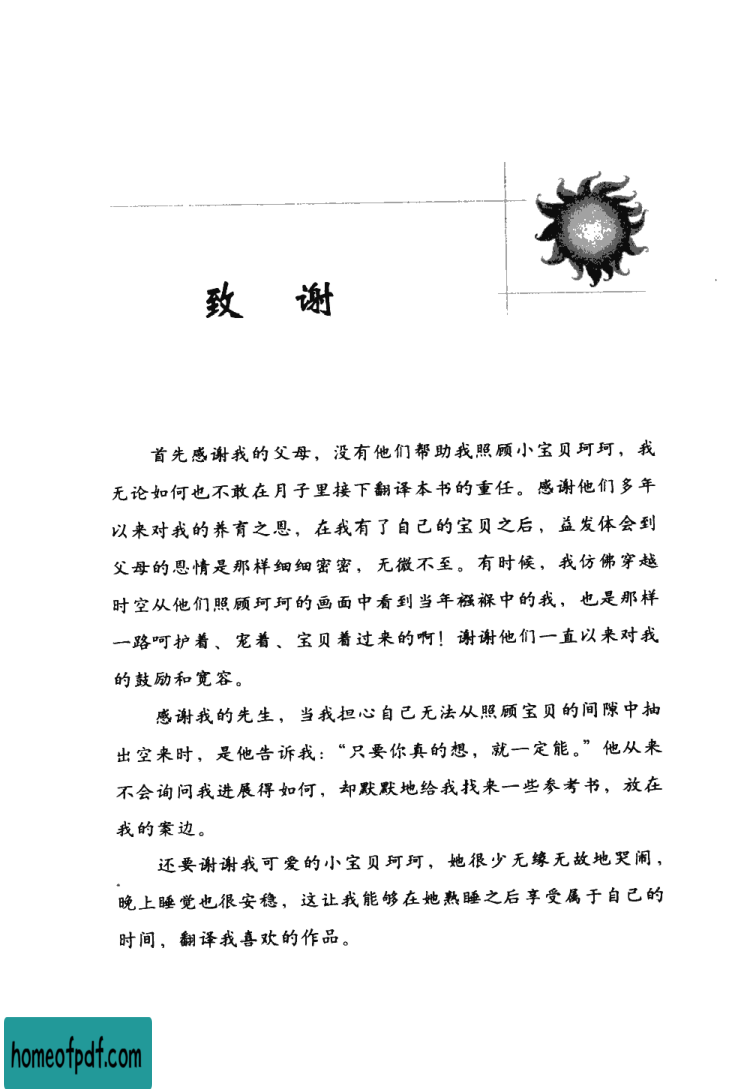 致 谢
首先感谢我的父母，没有他们帮助我照顾小宝贝珂珂，我
无论如何也不敢在月子里接下翻译本书的重任。感谢他们多年
以来对我的养育之恩，在我有了自己的宝贝之后，益发体会到
父母的恩情是那样细细密密，无微不至。有时候，我仿佛穿越
时空从他们照顾珂珂的画面中看到当年襁褓中的我，也是那样
一路呵护着、宠着、宝贝着过来的啊！谢谢他们一直以来对我
的鼓励和宽容。
感谢我的先生，当我担心自己无法从照顾宝贝的间隙中抽
出空来时，是他告诉我：“只要你真的想，就一定能。”他从来
不会询问我进展得如何，却默默地给我找来一些参考书，放在
我的案边。
还要谢谢我可爱的小宝贝珂珂，她很少无缘无故地哭闹，
晚上睡觉也很安稳，这让我能够在她熟睡之后享受属于自己的
时间，翻译我喜欢的作品。
homeofpdf.com